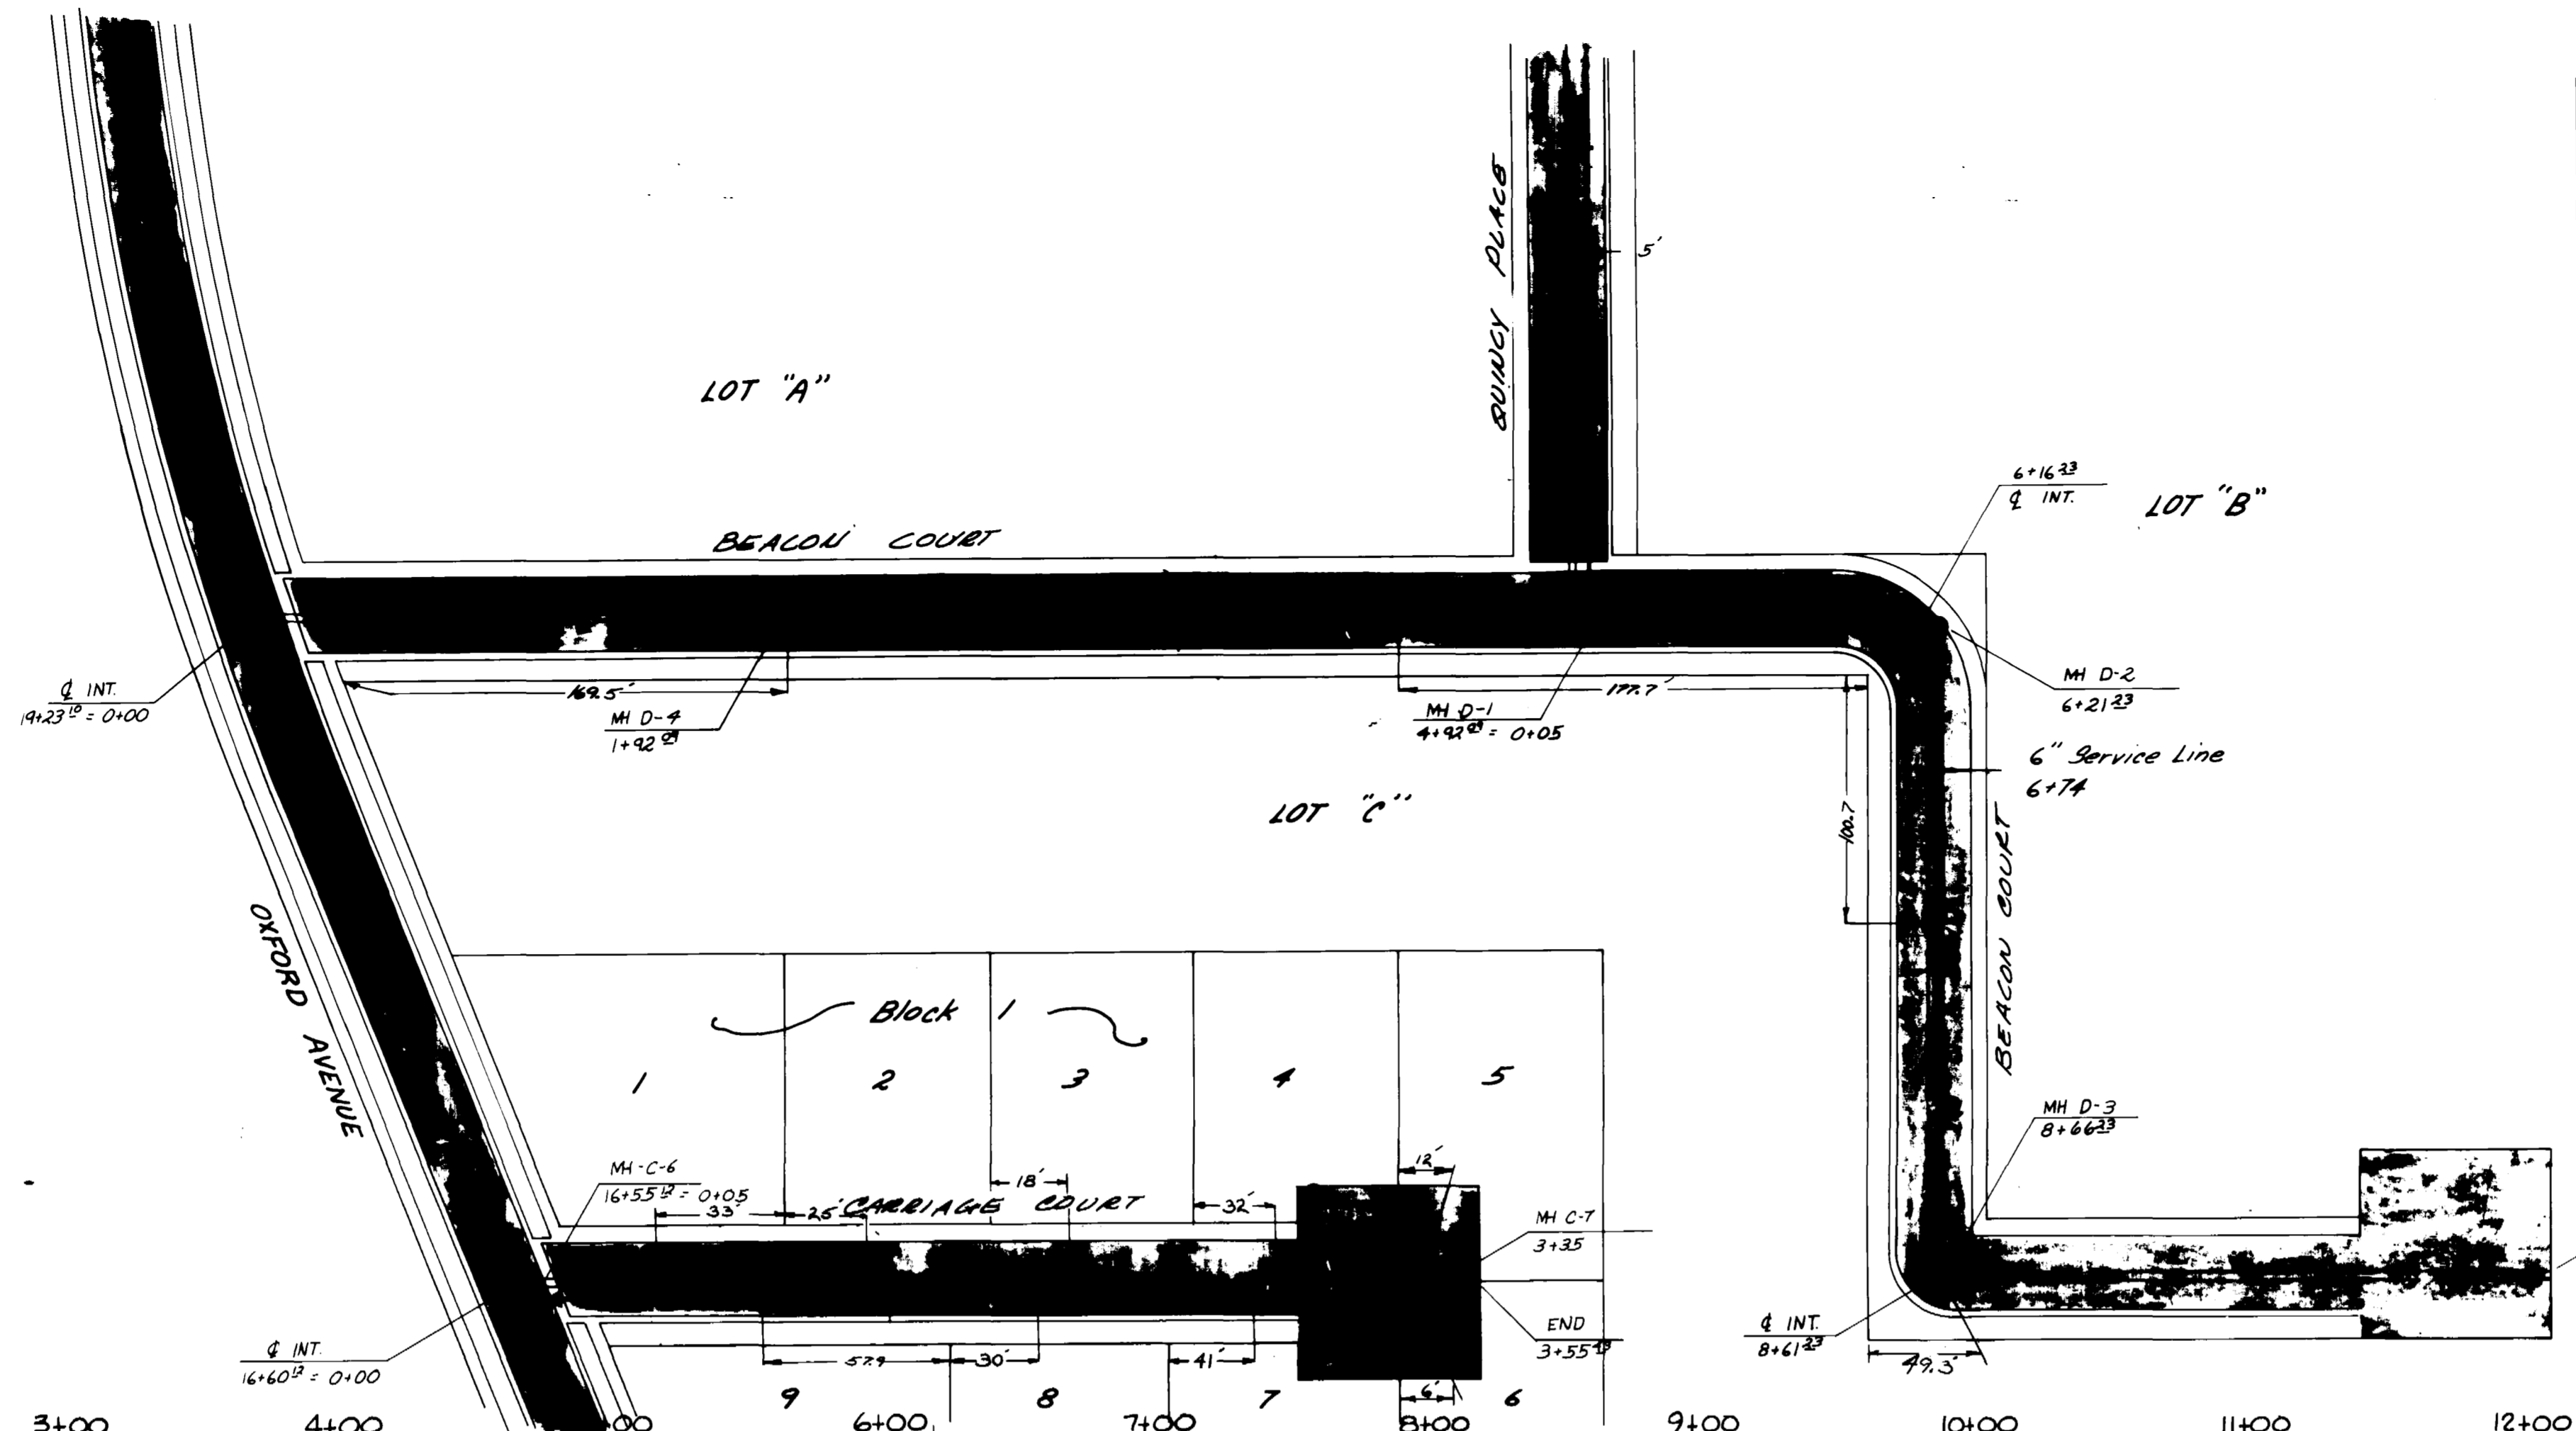 QUINCY PLACE
5'
LOT "A"
6+16 23
℄ INT.
LOT "B"
BEACON COURT
℄ INT.
19+23 10 = 0+00
169.5'
MH D-4
1+92 09
177.7'
MH D-1
4+92 09 = 0+05
MH D-2
6+21 23
6" Service Line
6+74
LOT "C"
100.7
BEACON COURT
OXFORD AVENUE
Block 1
1
2
3
4
5
MH D-3
8+66 23
MH-C-6
16+55 12 = 0+05
33'
25'
18'
CARRIAGE COURT
32'
12'
MH C-7
3+35
END
3+55
℄ INT.
8+61 23
49.3'
℄ INT.
16+60 12 = 0+00
57.9
30'
41'
6'
9
8
7
6
3+00
4+00
+00
6+00
7+00
8+00
9+00
10+00
11+00
12+00